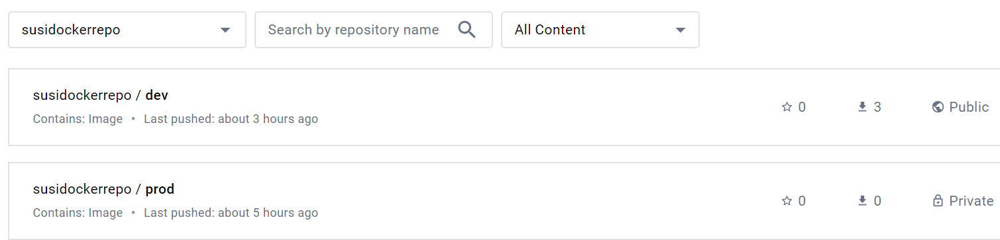 susidockerrepo
Search by repository name
All Content
susidockerrepo / dev
Contains: Image • Last pushed: about 3 hours ago
0
3
Public
susidockerrepo / prod
Contains: Image • Last pushed: about 5 hours ago
0
0
Private